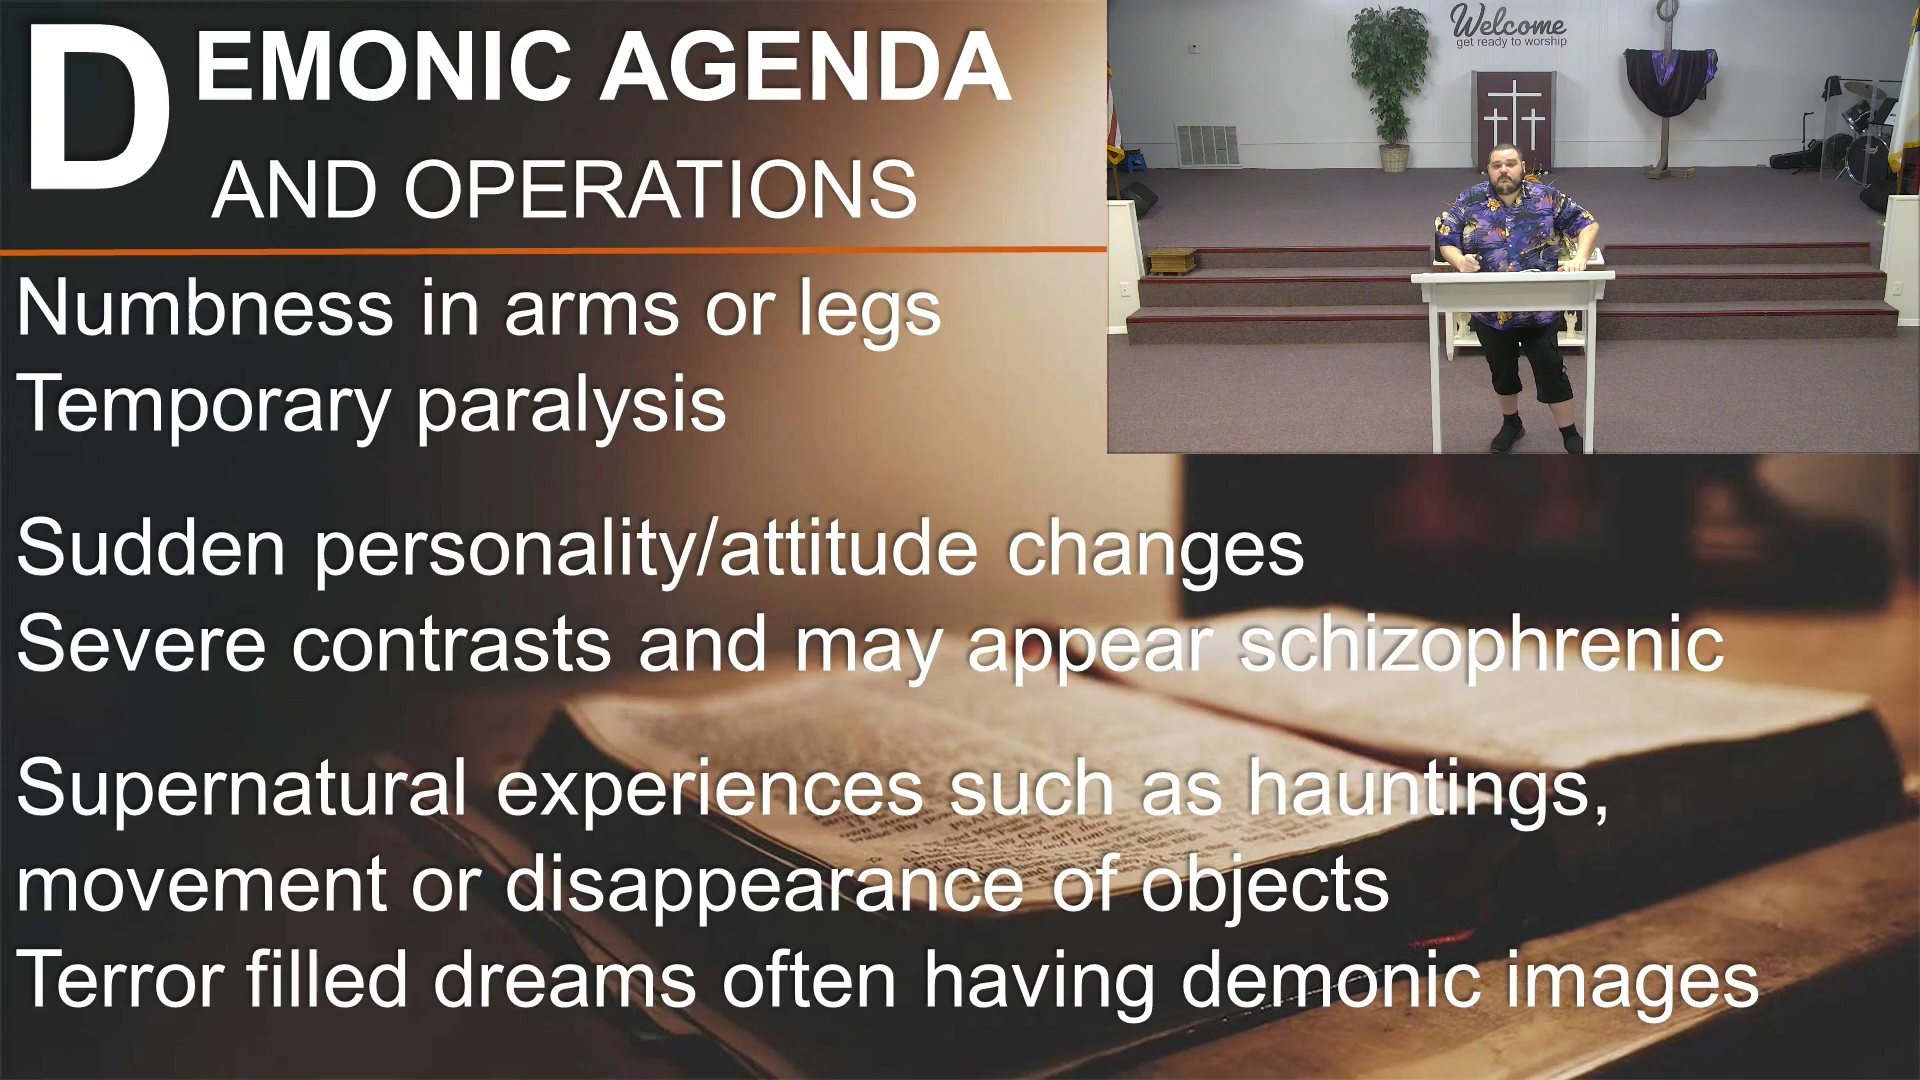 DEMONIC AGENDA
AND OPERATIONS
Welcome
get ready to worship
Numbness in arms or legs
Temporary paralysis
Sudden personality/attitude changes
Severe contrasts and may appear schizophrenic
Supernatural experiences such as hauntings,
movement or disappearance of objects
Terror filled dreams often having demonic images